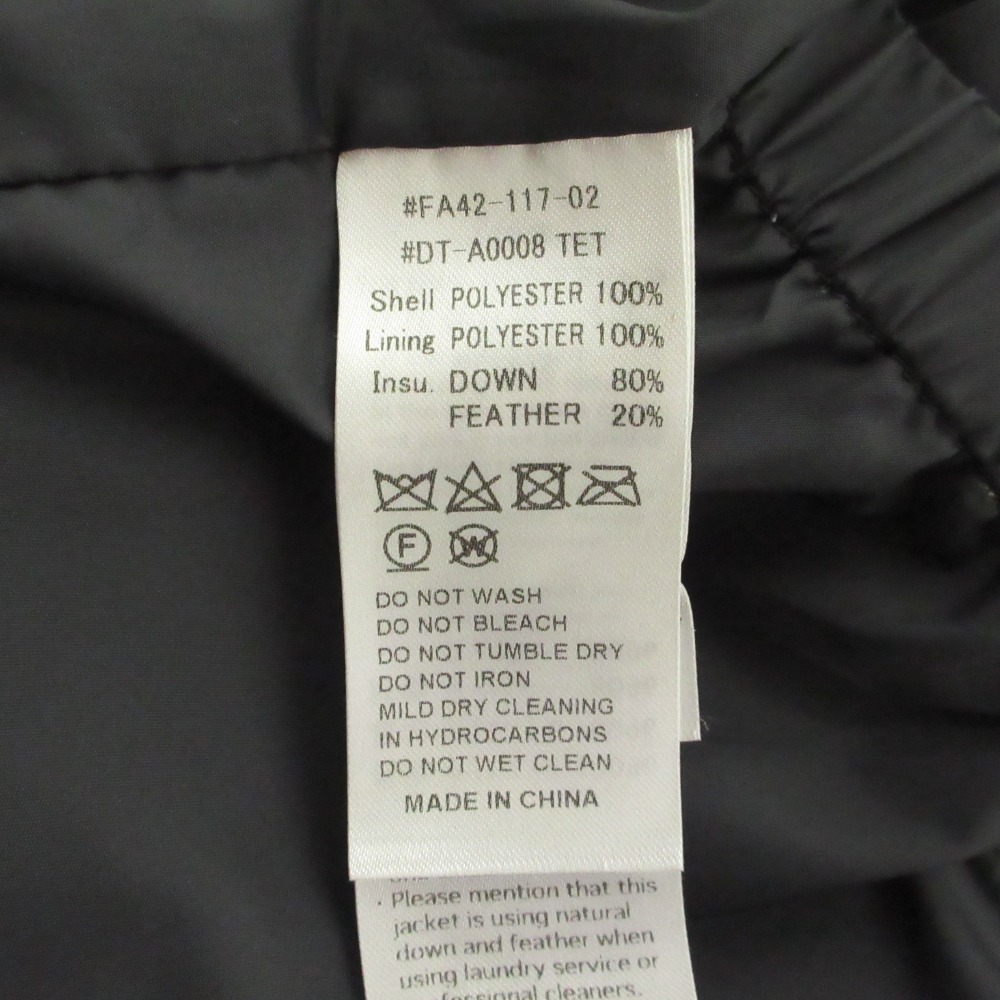 #FA42-117-02
#DT-A0008 TET
Shell POLYESTER 100%
Lining POLYESTER 100%
Insu. DOWN 80%
FEATHER 20%
F W
DO NOT WASH
DO NOT BLEACH
DO NOT TUMBLE DRY
DO NOT IRON
MILD DRY CLEANING
IN HYDROCARBONS
DO NOT WET CLEAN
MADE IN CHINA
· Please mention that this
jacket is using natural
down and feather when
using laundry service or
cleaners.